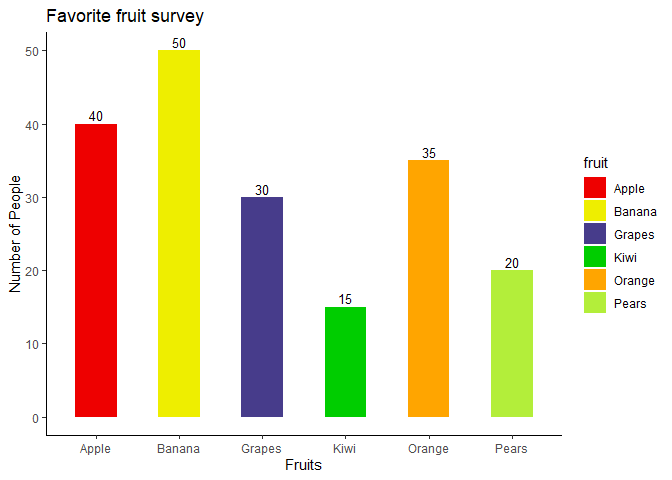 Favorite fruit survey
Number of People
50
40
30
20
10
0
40
50
30
15
35
20
Apple
Banana
Grapes
Kiwi
Orange
Pears
Fruits
fruit
Apple
Banana
Grapes
Kiwi
Orange
Pears